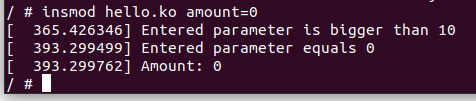 / # insmod hello.ko amount=0
[  365.426346] Entered parameter is bigger than 10
[  393.299499] Entered parameter equals 0
[  393.299762] Amount: 0
/ #